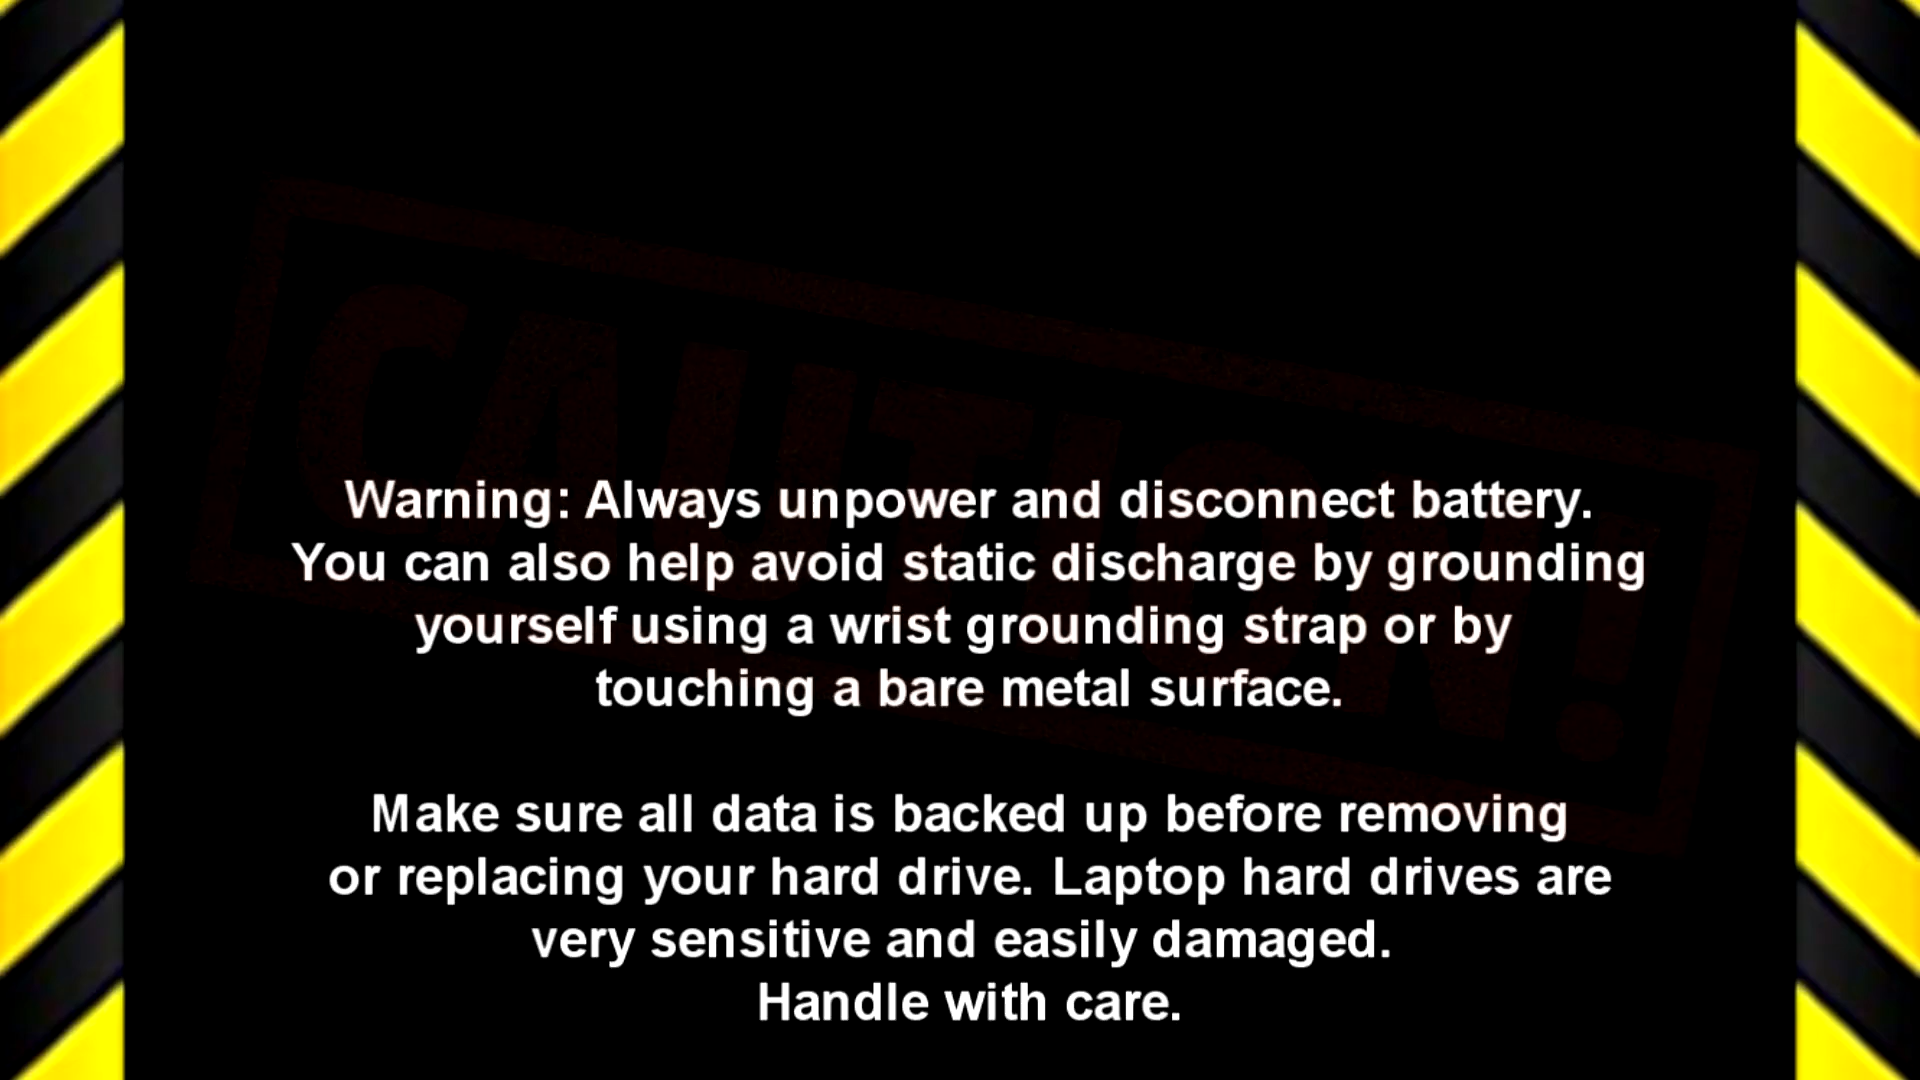 CAUTION!
Warning: Always unpower and disconnect battery.
You can also help avoid static discharge by grounding
yourself using a wrist grounding strap or by
touching a bare metal surface.
Make sure all data is backed up before removing
or replacing your hard drive. Laptop hard drives are
very sensitive and easily damaged.
Handle with care.